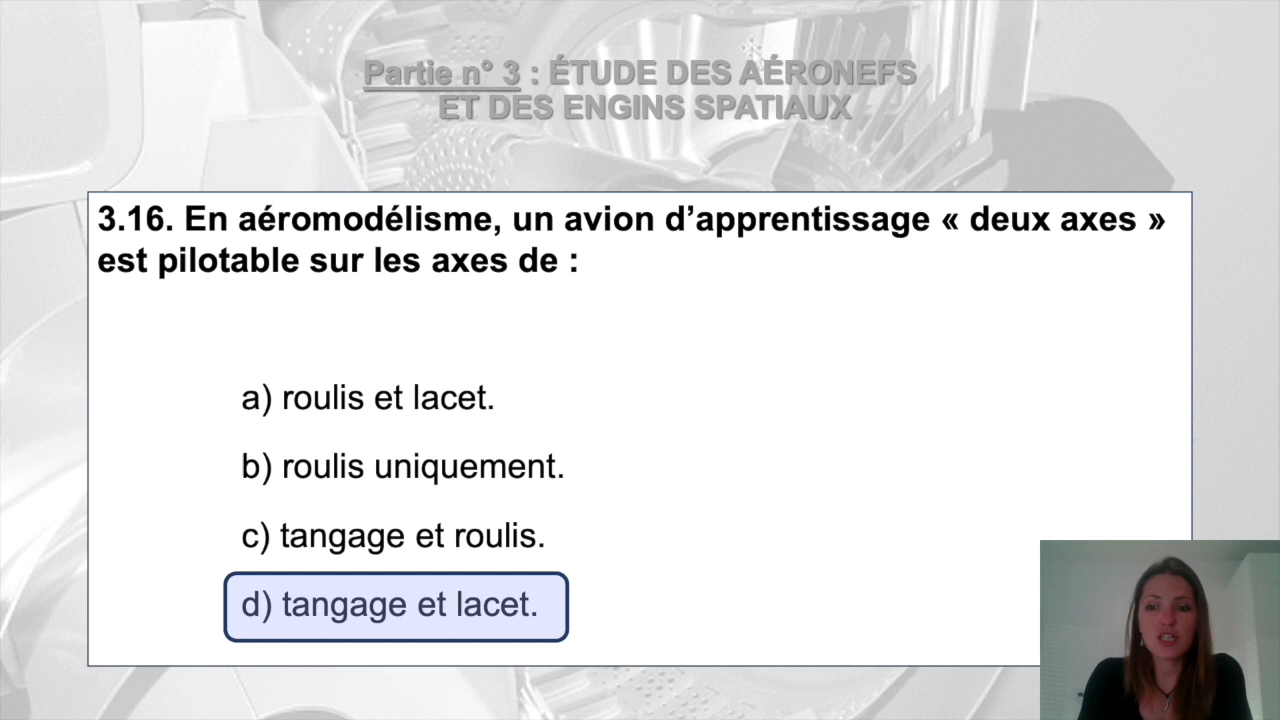 Partie n° 3 : ÉTUDE DES AÉRONEFS
ET DES ENGINS SPATIAUX
3.16. En aéromodélisme, un avion d’apprentissage « deux axes »
est pilotable sur les axes de :
a) roulis et lacet.
b) roulis uniquement.
c) tangage et roulis.
d) tangage et lacet.